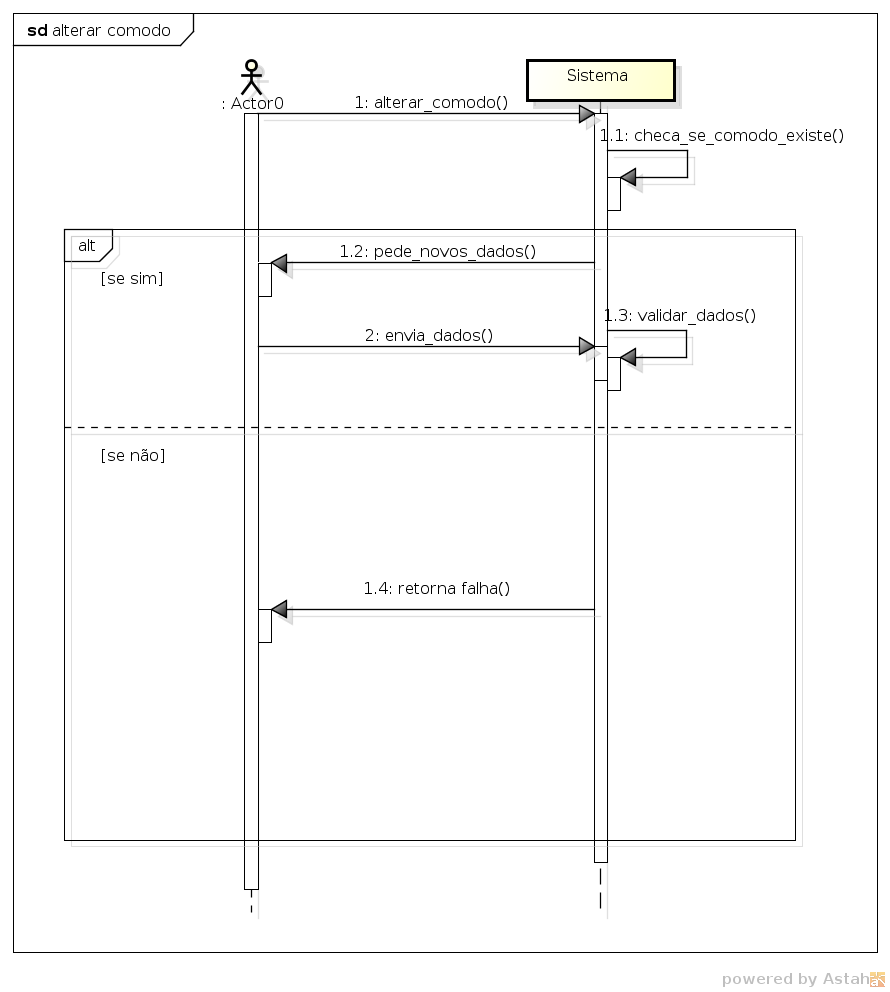 sd alterar comodo
Sistema
: Actor0
1: alterar_comodo()
1.1: checa_se_comodo_existe()
alt
1.2: pede_novos_dados()
[se sim]
1.3: validar_dados()
2: envia_dados()
[se não]
1.4: retorna falha()
powered by Astah